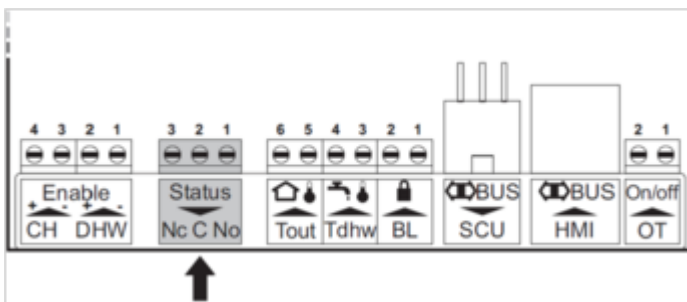 4 3 2 1 3 2 1 6 5 4 3 2 1 2 1
Enable Status BUS BUS On/off
+ - + -
CH DHW Nc C No Tout Tdhw BL SCU HMI OT